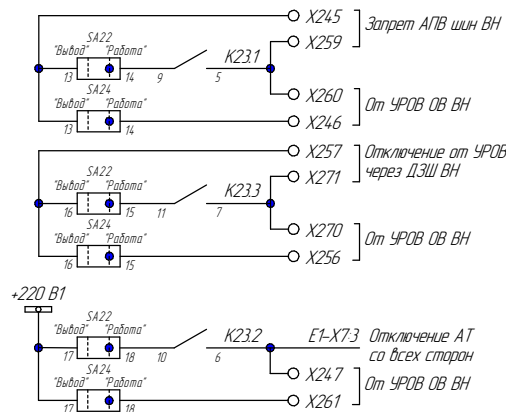 X245
Запрет АПВ шин ВН
SA22
"Вывод" "Работа"
X259
K23.1
13 14 9 5
SA24
"Вывод" "Работа"
X260
От УРОВ ОВ ВН
X246
13 14
X257
Отключение от УРОВ
через ДЗШ ВН
SA22
"Вывод" "Работа"
X271
K23.3
16 15 11 7
SA24
"Вывод" "Работа"
X270
От УРОВ ОВ ВН
X256
16 15
+220 В1
SA22
"Вывод" "Работа"
K23.2
E1-X7:3
Отключение АТ
со всех сторон
17 18 10 6
SA24
"Вывод" "Работа"
X247
От УРОВ ОВ ВН
X261
17 18